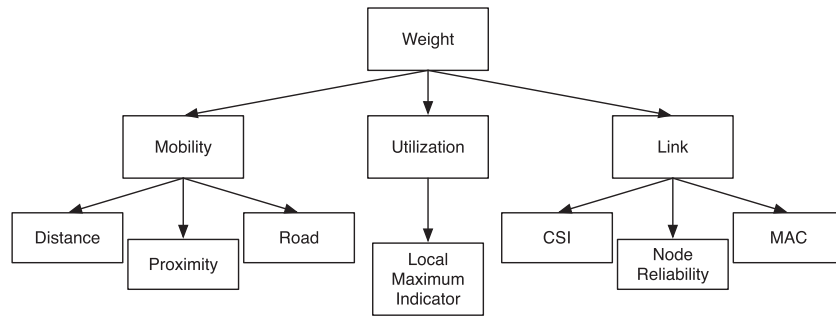 Weight
Mobility
Utilization
Link
Distance
Proximity
Road
Local
Maximum
Indicator
CSI
Node
Reliability
MAC